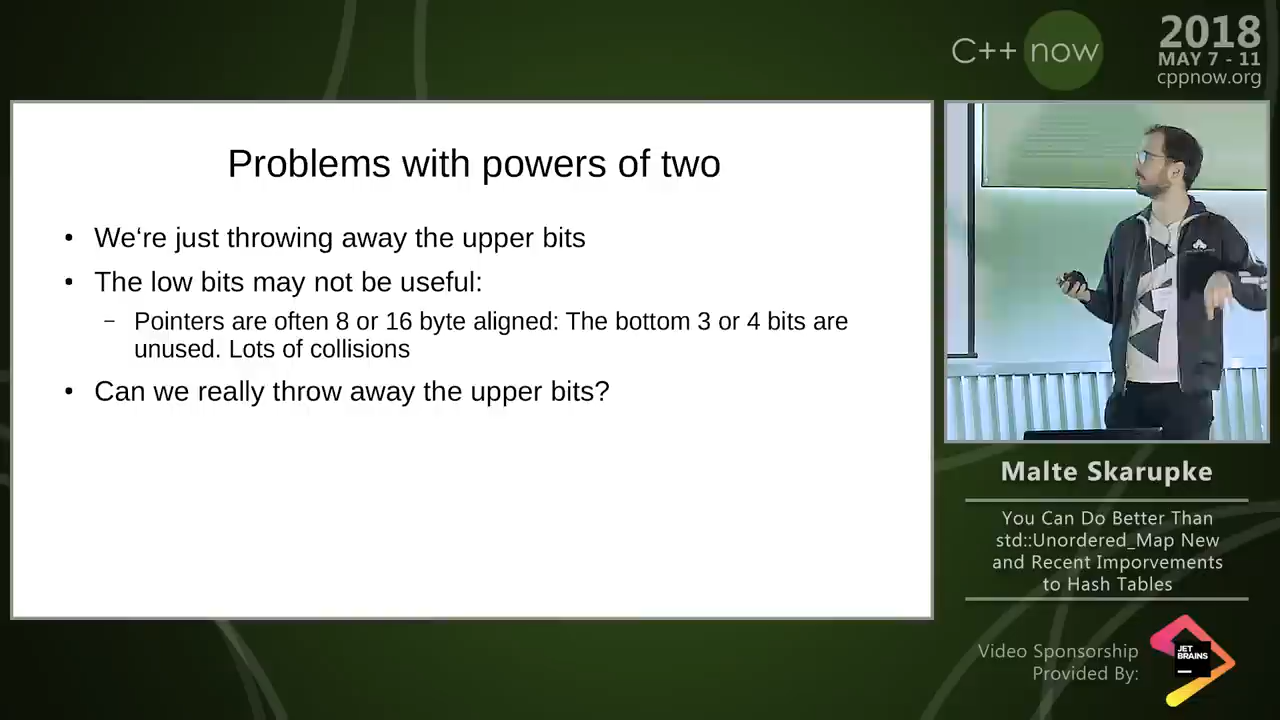 C++ now
2018
MAY 7 - 11
cppnow.org
Problems with powers of two
• We‘re just throwing away the upper bits
• The low bits may not be useful:
– Pointers are often 8 or 16 byte aligned: The bottom 3 or 4 bits are
unused. Lots of collisions
• Can we really throw away the upper bits?
Malte Skarupke
You Can Do Better Than
std::Unordered_Map New
and Recent Imporvements
to Hash Tables
Video Sponsorship
Provided By:
JET
BRAINS